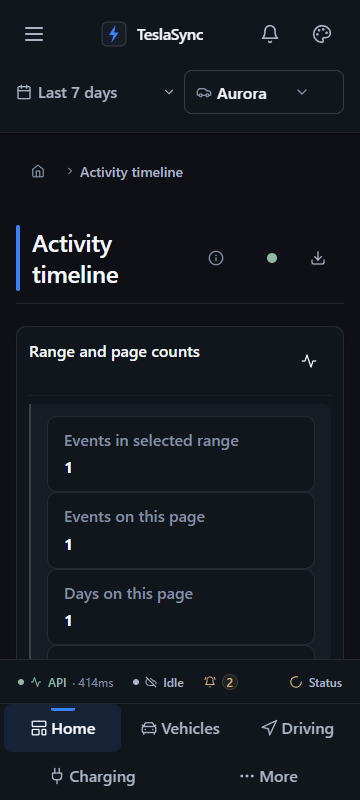 TeslaSync
Last 7 days
Aurora
Activity timeline
Activity
timeline
Range and page counts
Events in selected range
1
Events on this page
1
Days on this page
1
API · 414ms
Idle
2
Status
Home
Vehicles
Driving
Charging
More